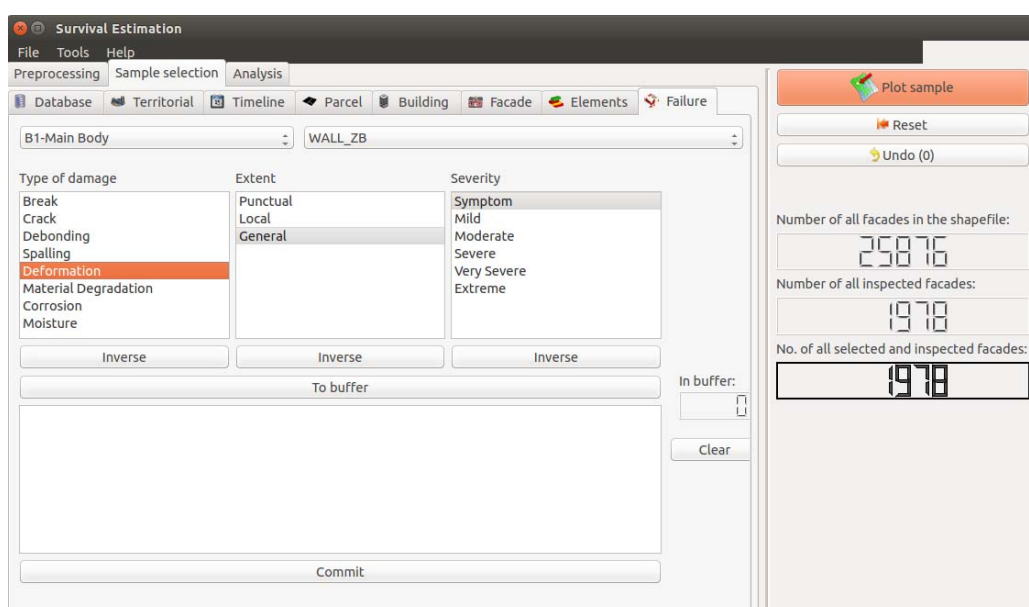 Survival Estimation
File Tools Help
Preprocessing Sample selection Analysis
Database Territorial Timeline Parcel Building Facade Elements Failure
B1-Main Body WALL_ZB
Type of damage Extent Severity
Break Punctual Symptom
Crack Local Mild
Debonding General Moderate
Spalling Severe
Deformation Very Severe
Material Degradation Extreme
Corrosion
Moisture
Inverse Inverse Inverse
To buffer
In buffer:
0
Clear
Commit
Plot sample
Reset
Undo (0)
Number of all facades in the shapefile:
25876
Number of all inspected facades:
1978
No. of all selected and inspected facades:
1978